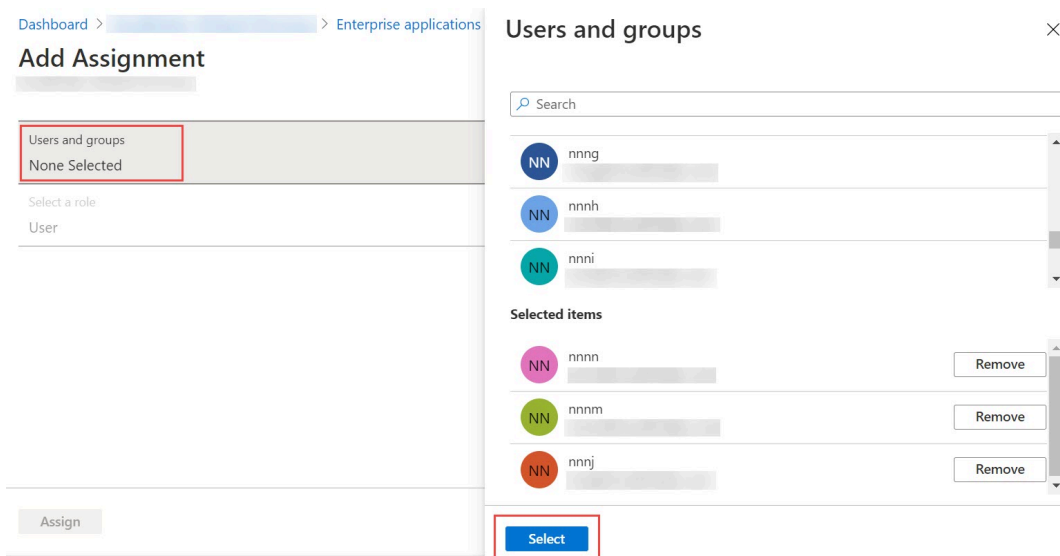 Dashboard > > Enterprise applications
Add Assignment
Users and groups
None Selected
Select a role
User
Assign
Users and groups
Search
NN nnng
NN nnnh
NN nnni
Selected items
NN nnnn Remove
NN nnnm Remove
NN nnnj Remove
Select